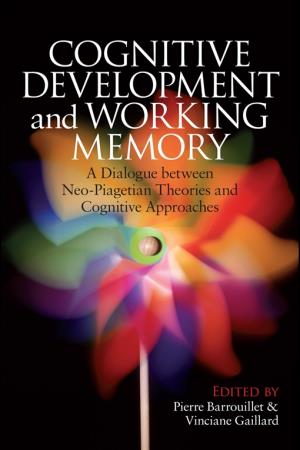 COGNITIVE
DEVELOPMENT
and WORKING
MEMORY
A Dialogue between
Neo-Piagetian Theories and
Cognitive Approaches
EDITED BY
Pierre Barrouillet &
Vinciane Gaillard